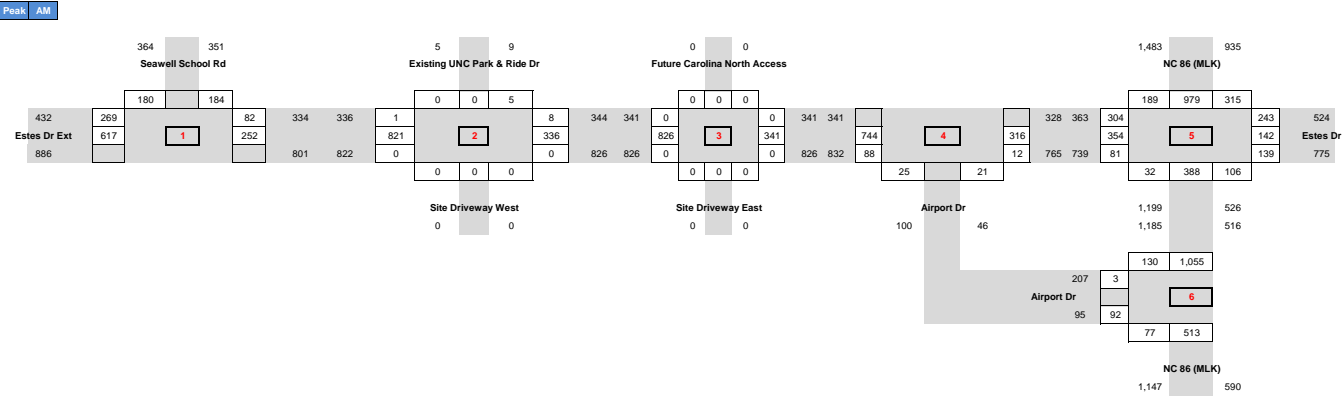 Peak AM
364 351 5 9 0 0 1,483 935
Seawell School Rd Existing UNC Park & Ride Dr Future Carolina North Access NC 86 (MLK)
180 184 0 0 5 0 0 0 189 979 315
432 269 82 334 336 1 8 344 341 0 0 341 341 328 363 304 243 524
Estes Dr Ext 617 1 252 821 2 336 826 3 341 744 4 316 354 5 142 Estes Dr
886 801 822 0 0 826 826 0 0 826 832 88 12 765 739 81 139 775
0 0 0 0 0 0 25 21 32 388 106
Site Driveway West Site Driveway East Airport Dr 1,199 526
0 0 0 0 100 46 1,185 516
130 1,055
207 3
Airport Dr 6
95 92
77 513
NC 86 (MLK)
1,147 590